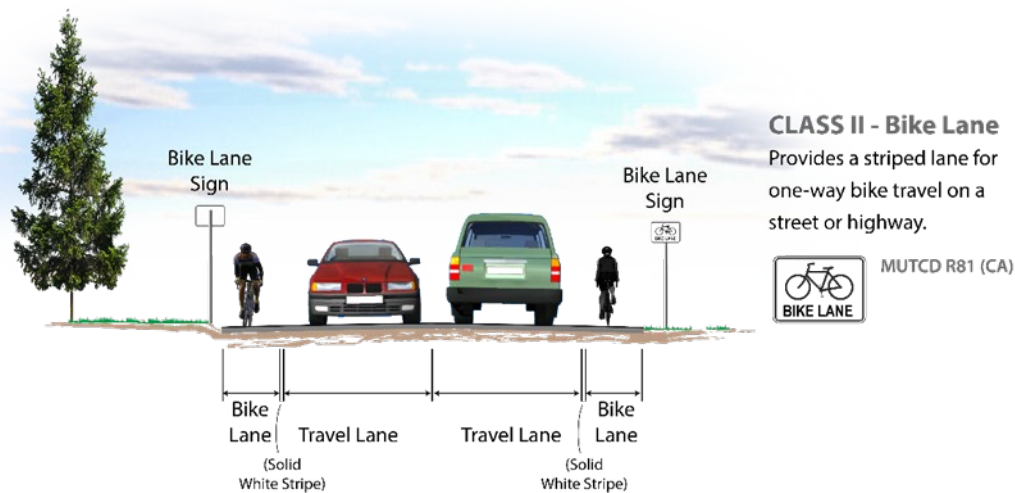 CLASS II - Bike Lane
Provides a striped lane for
one-way bike travel on a
street or highway.
MUTCD R81 (CA)
BIKE LANE
Bike Lane
Sign
Bike Lane
Sign
BIKE LANE
Bike
Lane
(Solid
White Stripe)
Travel Lane
Travel Lane
(Solid
White Stripe)
Bike
Lane